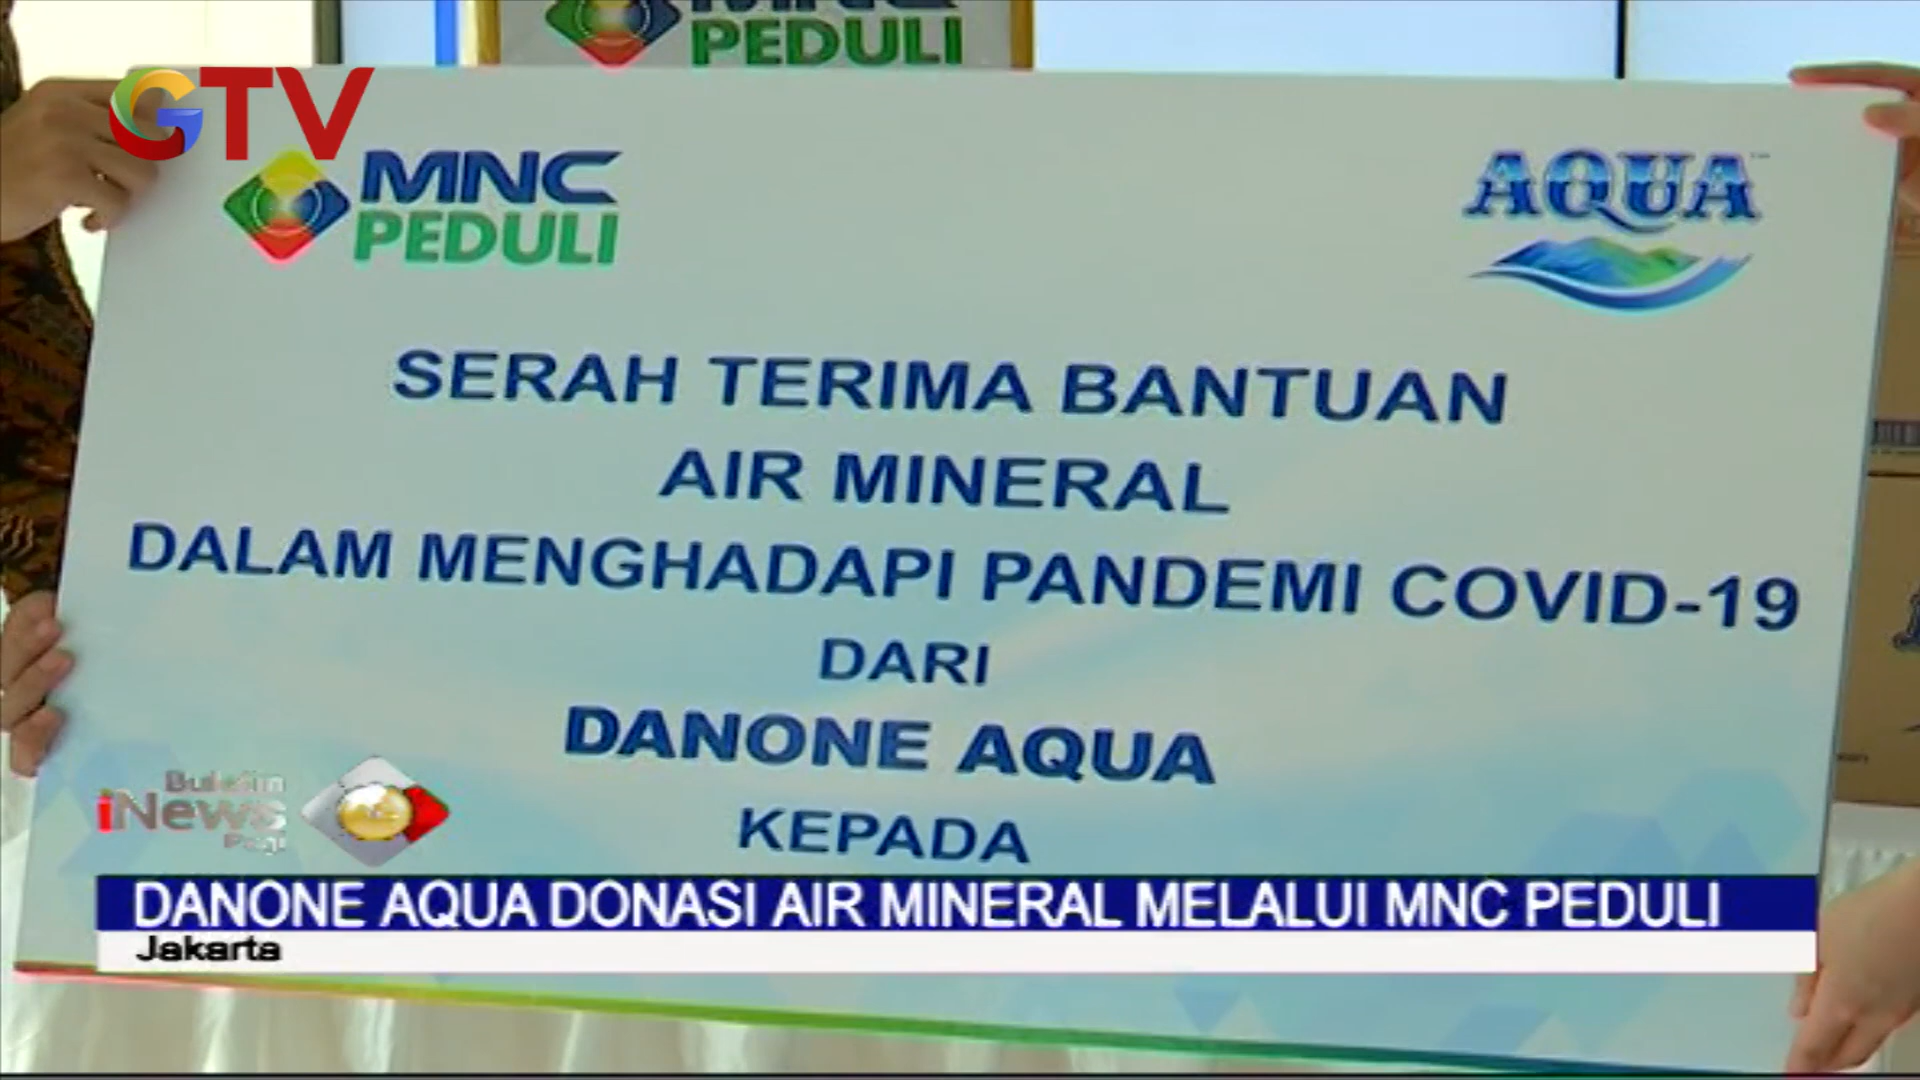 PEDULI
GTV
MNC
PEDULI
AQUA
SERAH TERIMA BANTUAN
AIR MINERAL
DALAM MENGHADAPI PANDEMI COVID-19
DARI
DANONE AQUA
KEPADA
Buletin
iNews
Pagi
DANONE AQUA DONASI AIR MINERAL MELALUI MNC PEDULI
Jakarta